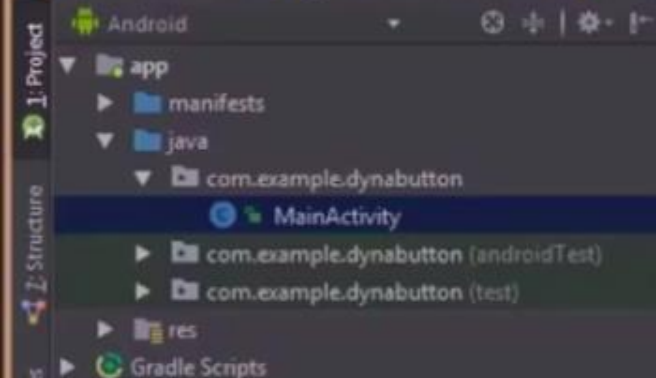 Android
1: Project
app
manifests
java
com.example.dynabutton
MainActivity
Z: Structure
com.example.dynabutton (androidTest)
com.example.dynabutton (test)
res
Gradle Scripts